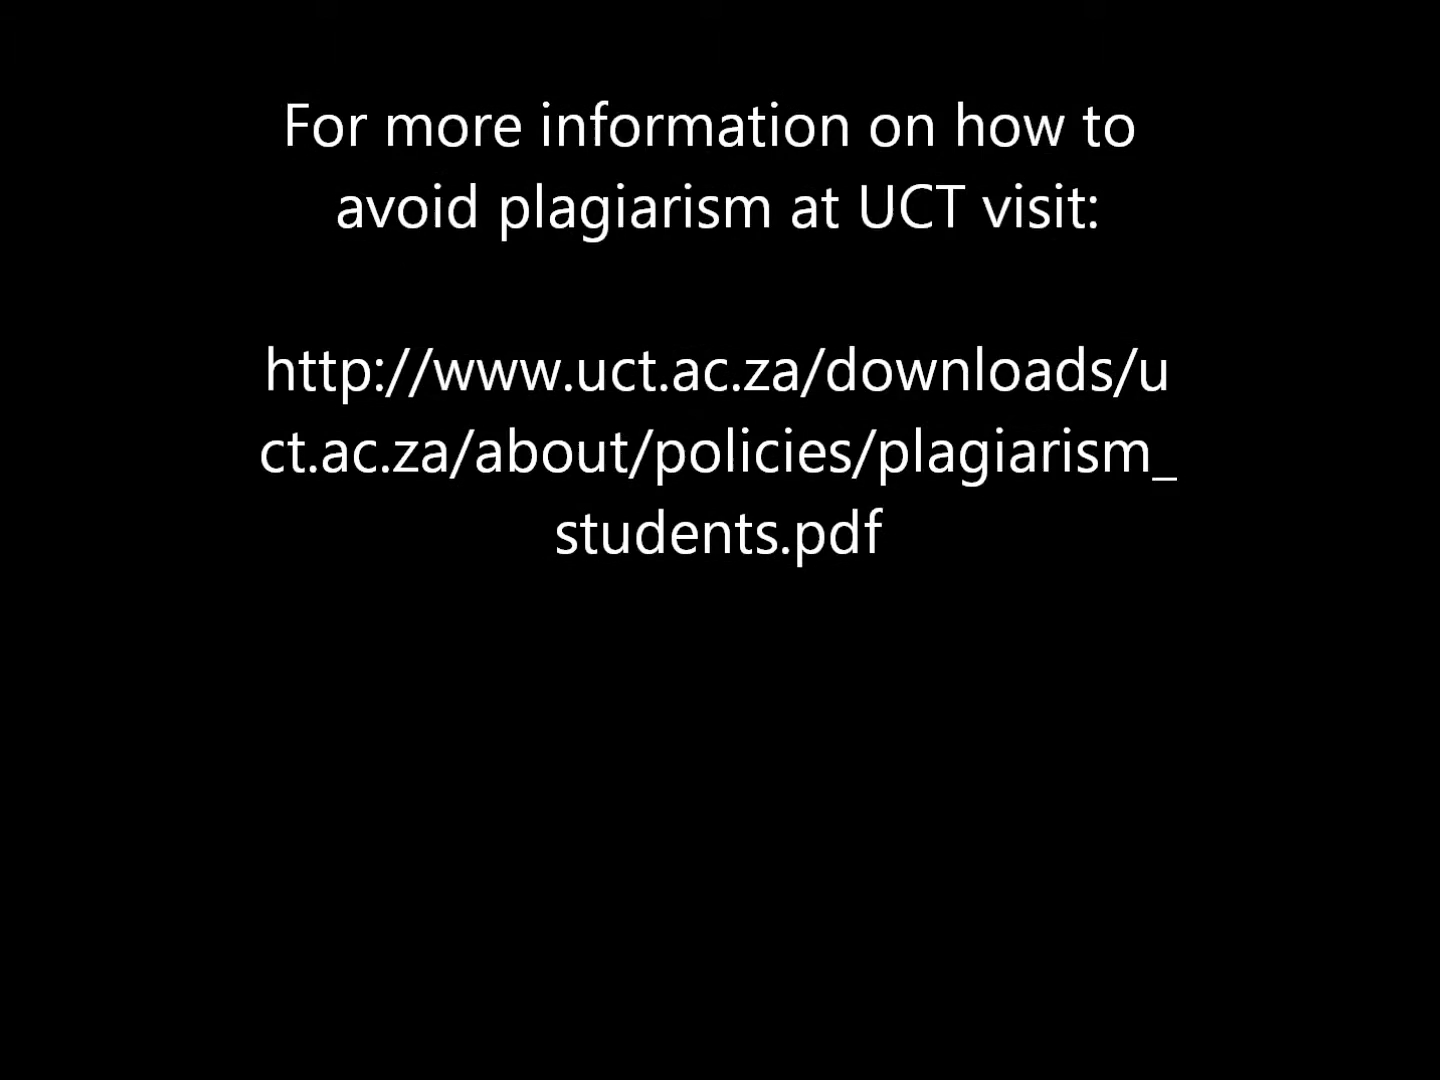 For more information on how to
avoid plagiarism at UCT visit:
http://www.uct.ac.za/downloads/u
ct.ac.za/about/policies/plagiarism_
students.pdf